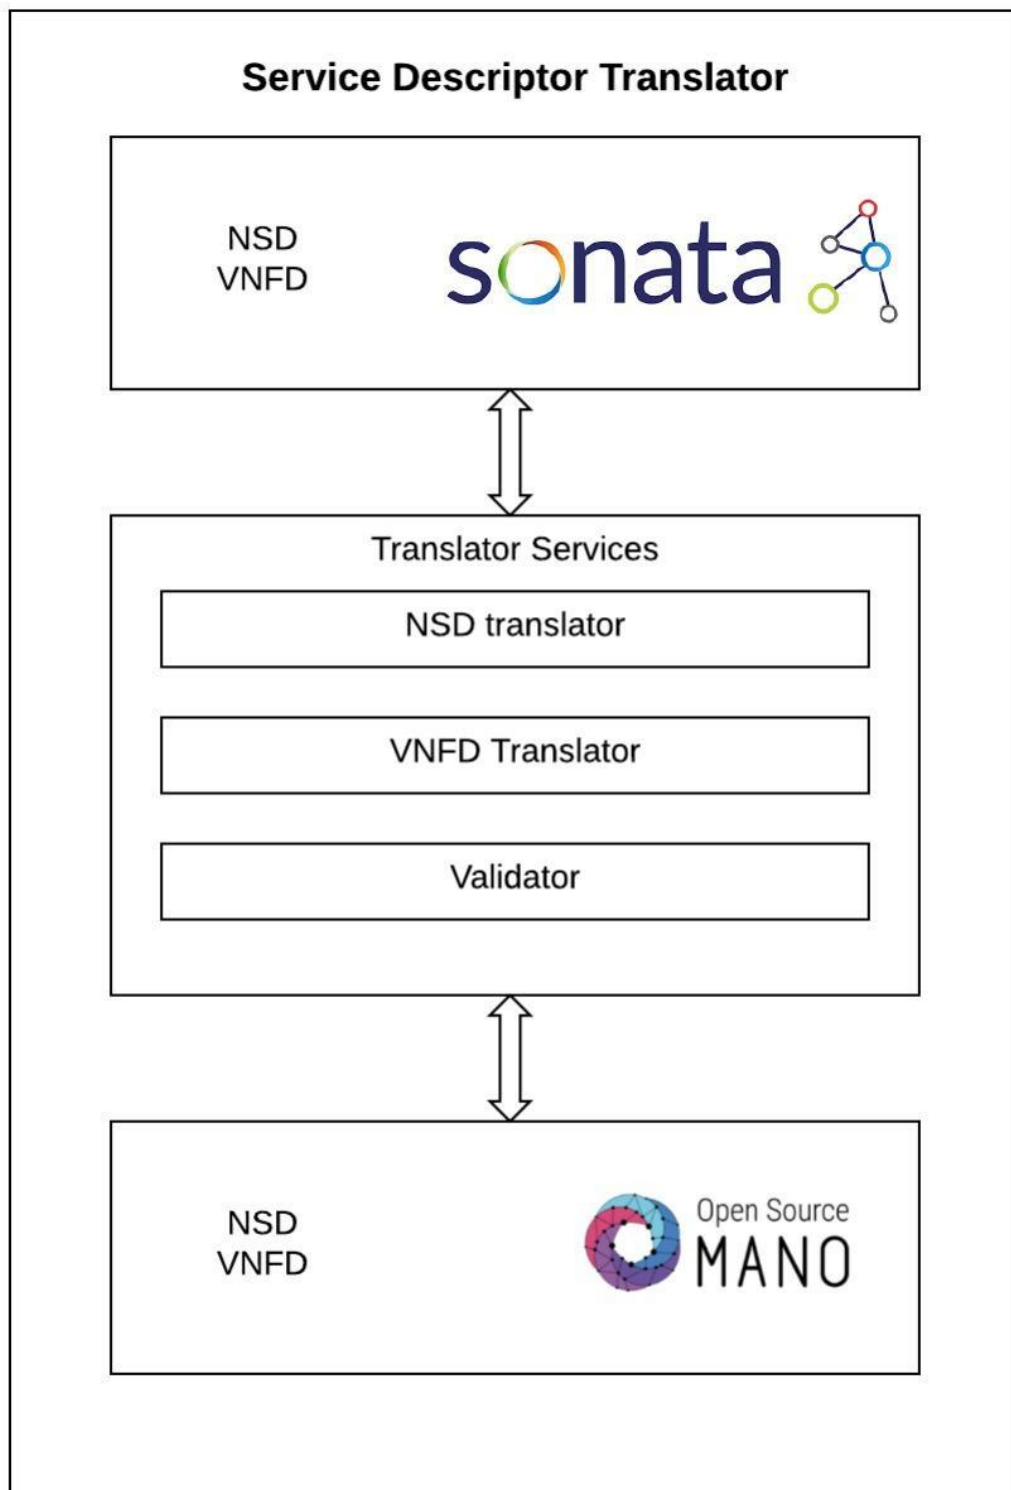 Service Descriptor Translator
NSD
VNFD
sonata
Translator Services
NSD translator
VNFD Translator
Validator
NSD
VNFD
Open Source
MANO